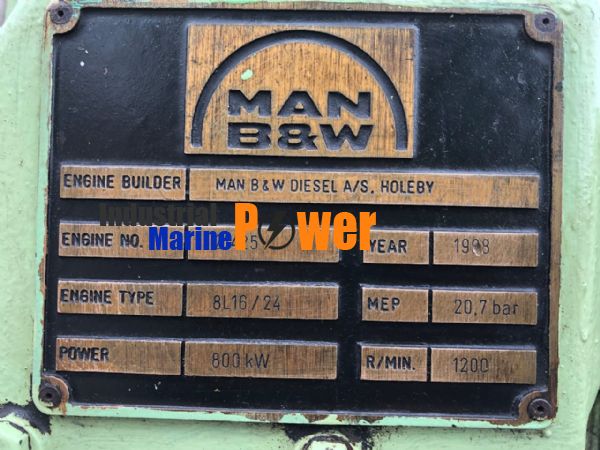 MAN
B&W
ENGINE BUILDER MAN B&W DIESEL A/S, HOLEBY
Industrial
Marine Power
ENGINE NO. YEAR
ENGINE TYPE 8L16/24 MEP 20,7 bar
POWER 800 kW R/MIN. 1200